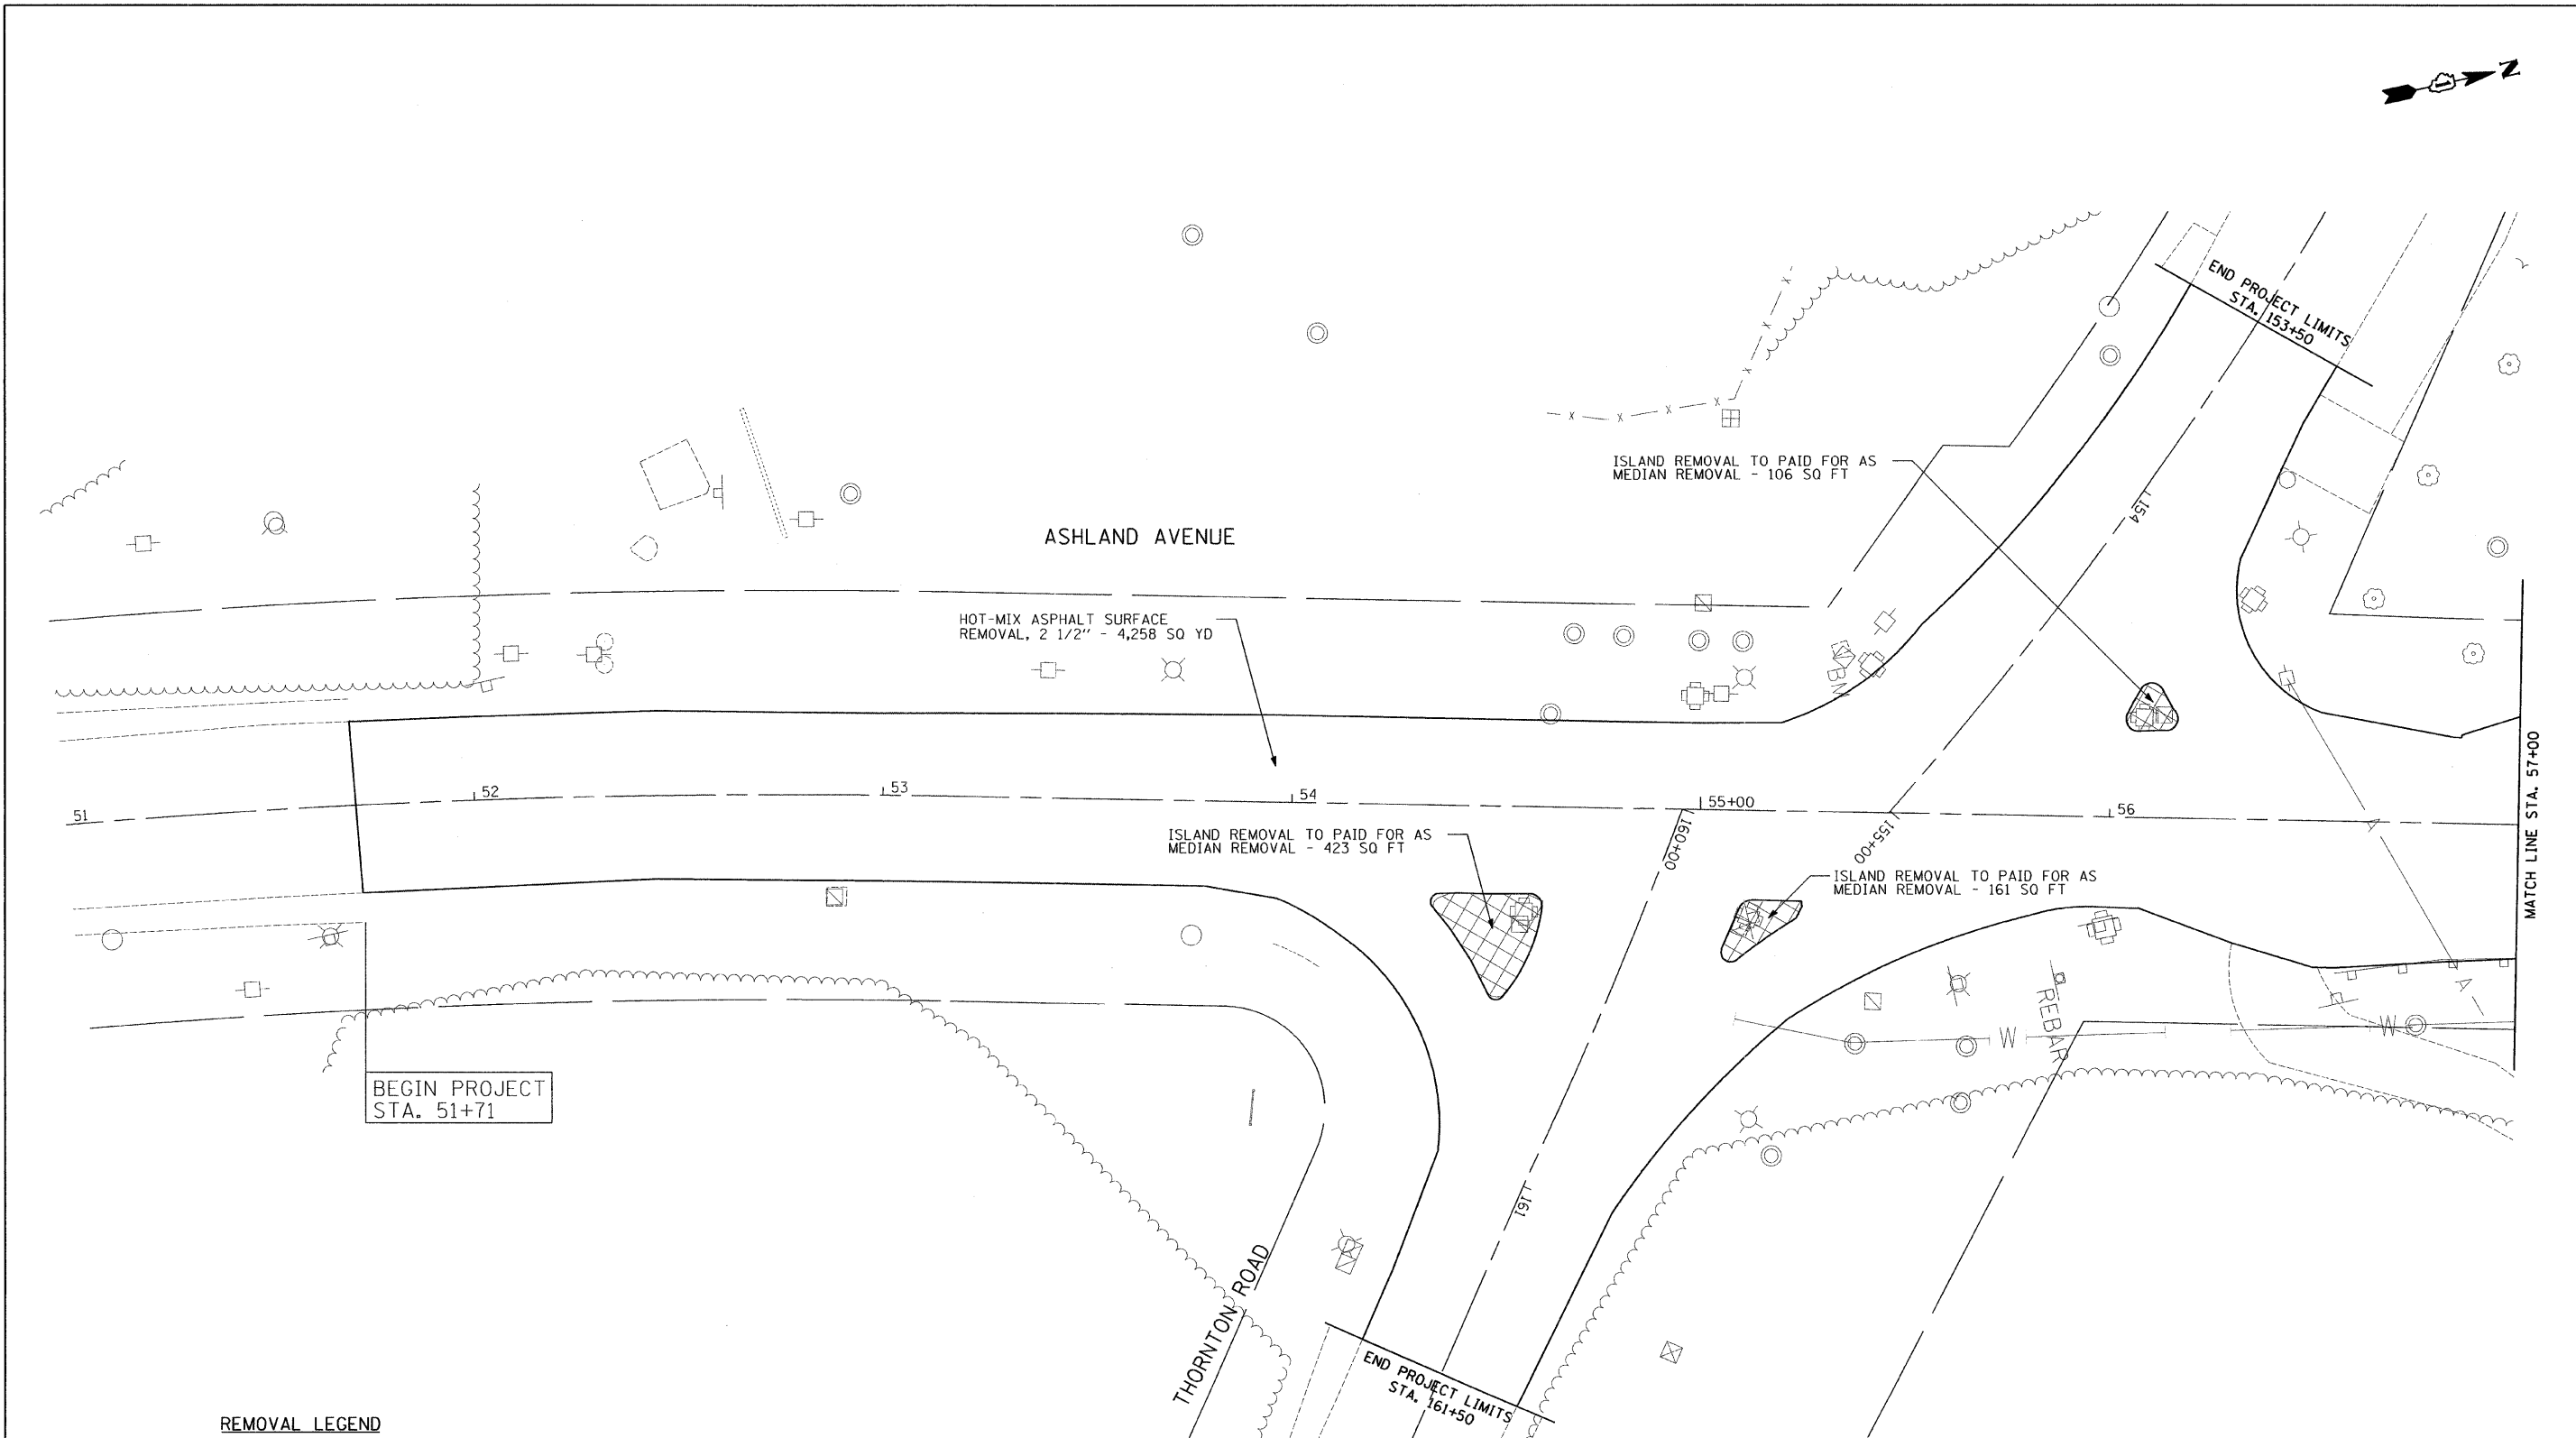 N
END PROJECT LIMITS
STA. 153+50
ISLAND REMOVAL TO PAID FOR AS
MEDIAN REMOVAL - 106 SQ FT
154
ASHLAND AVENUE
HOT-MIX ASPHALT SURFACE
REMOVAL, 2 1/2" - 4,258 SQ YD
BM
51
52
53
54
55+00
56
MATCH LINE STA. 57+00
160+00
155+00
ISLAND REMOVAL TO PAID FOR AS
MEDIAN REMOVAL - 423 SQ FT
ISLAND REMOVAL TO PAID FOR AS
MEDIAN REMOVAL - 161 SQ FT
A
A
W
W
REBAR
BEGIN PROJECT
STA. 51+71
161
THORNTON ROAD
END PROJECT LIMITS
STA. 161+50
REMOVAL LEGEND